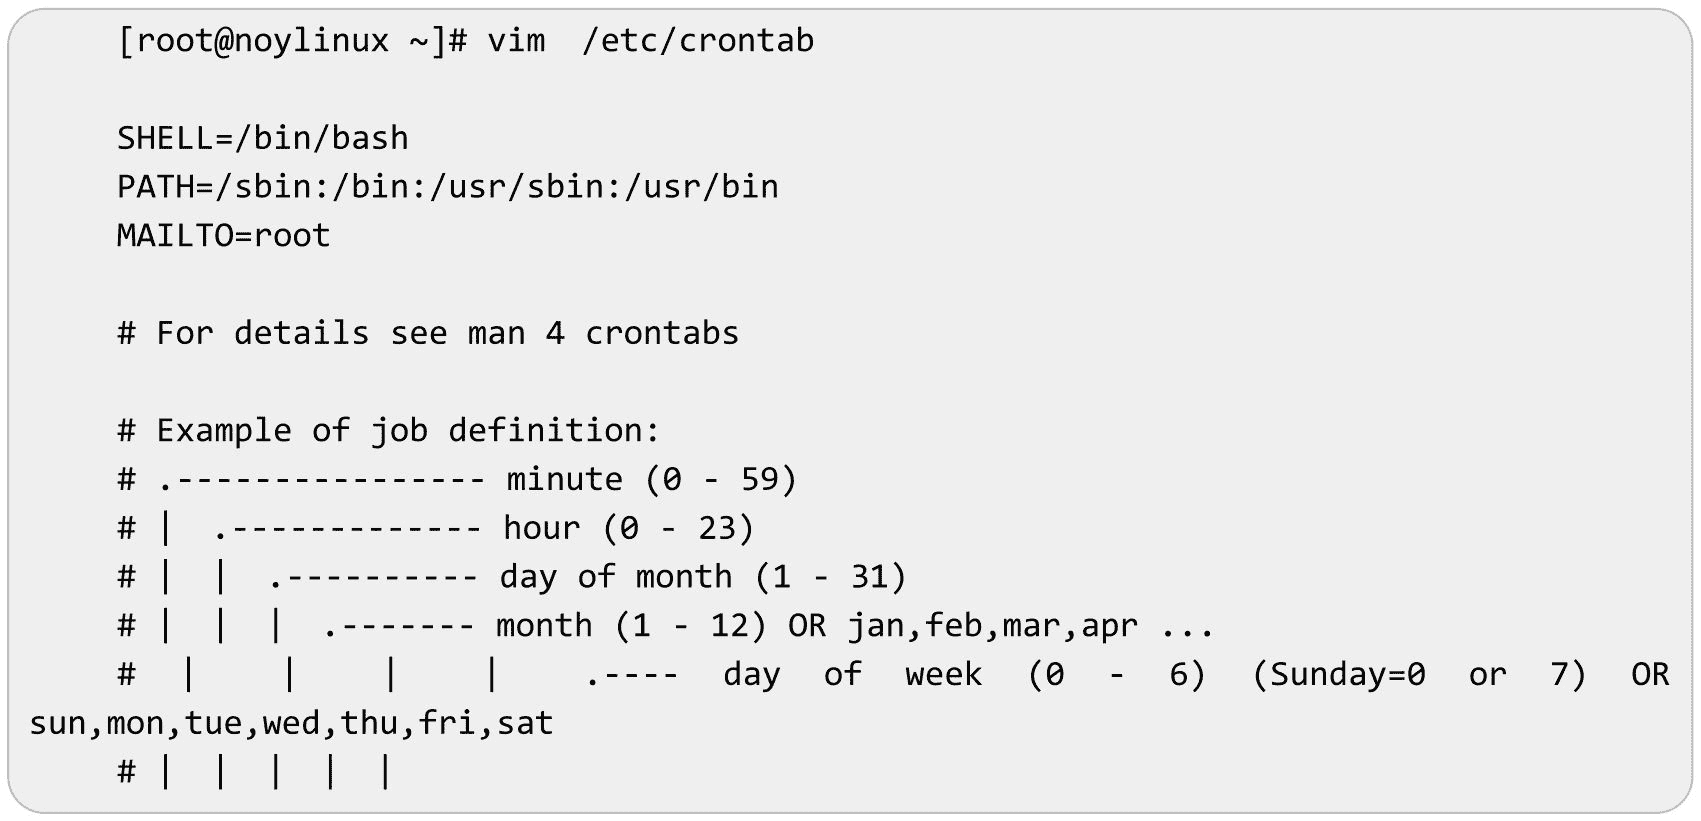 [root@noylinux ~]# vim  /etc/crontab
SHELL=/bin/bash
PATH=/sbin:/bin:/usr/sbin:/usr/bin
MAILTO=root
# For details see man 4 crontabs
# Example of job definition:
# .---------------- minute (0 - 59)
# |  .------------- hour (0 - 23)
# |  |  .---------- day of month (1 - 31)
# |  |  |  .------- month (1 - 12) OR jan,feb,mar,apr ...
# |  |  |  |  .---- day of week (0 - 6) (Sunday=0 or 7) OR
sun,mon,tue,wed,thu,fri,sat
# |  |  |  |  |